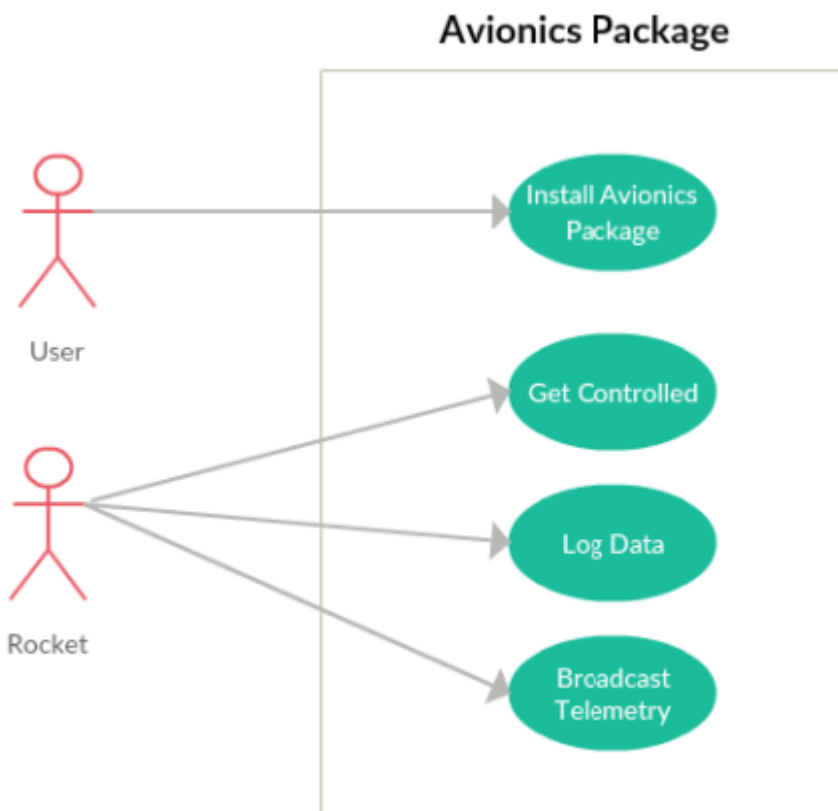 Avionics Package
Install Avionics
Package
User
Get Controlled
Log Data
Rocket
Broadcast
Telemetry